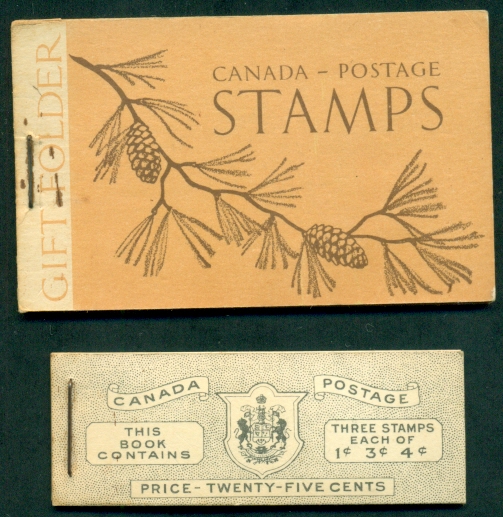 GIFT FOLDER
CANADA – POSTAGE
STAMPS
CANADA
POSTAGE
THIS
BOOK
CONTAINS
THREE STAMPS
EACH OF
1¢ 3¢ 4¢
PRICE-TWENTY-FIVE CENTS